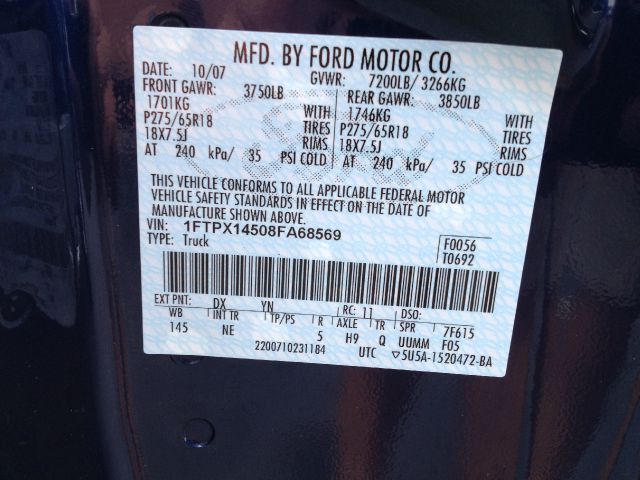 MFD. BY FORD MOTOR CO.
DATE: 10/07 GVWR: 7200LB/ 3266KG
FRONT GAWR: 3750LB REAR GAWR: 3850LB
1701KG WITH 1746KG WITH
P275/65R18 TIRES P275/65R18 TIRES
18X7.5J RIMS 18X7.5J RIMS
AT 240 kPa/ 35 PSI COLD AT 240 kPa/ 35 PSI COLD
THIS VEHICLE CONFORMS TO ALL APPLICABLE FEDERAL MOTOR
VEHICLE SAFETY STANDARDS IN EFFECT ON THE DATE OF
MANUFACTURE SHOWN ABOVE.
VIN: 1FTPX14508FA68569
TYPE: Truck
F0056
T0692
EXT PNT: DX YN RC: 11 DSO:
WB INT TR TP/PS R AXLE TR SPR 7F615
145 NE 5 H9 Q UUMM F05
2200710231184 UTC ▽5U5A-1520472-BA